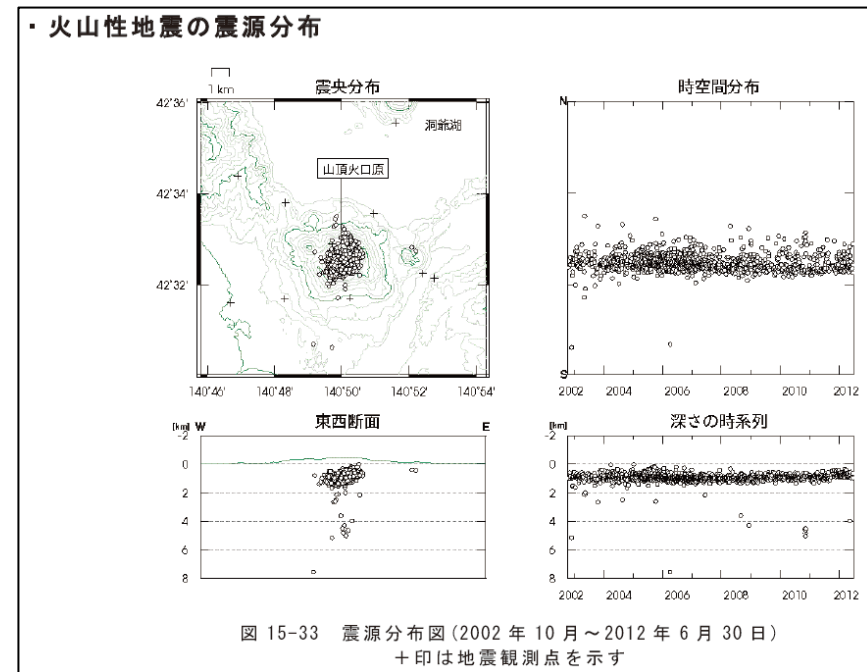 ・火山性地震の震源分布
1 km
震央分布
時空間分布
42°36'
42°34'
42°32'
洞爺湖
山頂火口原
140°46' 140°48' 140°50' 140°52' 140°54'
N
S
2002 2004 2006 2008 2010 2012
[km] W 東西断面 E
-2
0
2
4
6
8
[km] 深さの時系列
-2
0
2
4
6
8
2002 2004 2006 2008 2010 2012
図 15-33 震源分布図(2002 年 10 月～2012 年 6 月 30 日)
＋印は地震観測点を示す